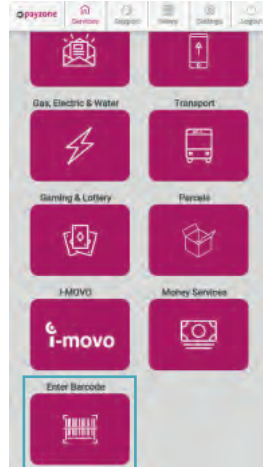 payzone
Services Support News Settings Logout
Gas, Electric & Water Transport
Gaming & Lottery Parcels
I-MOVO Money Services
i-movo
Enter Barcode